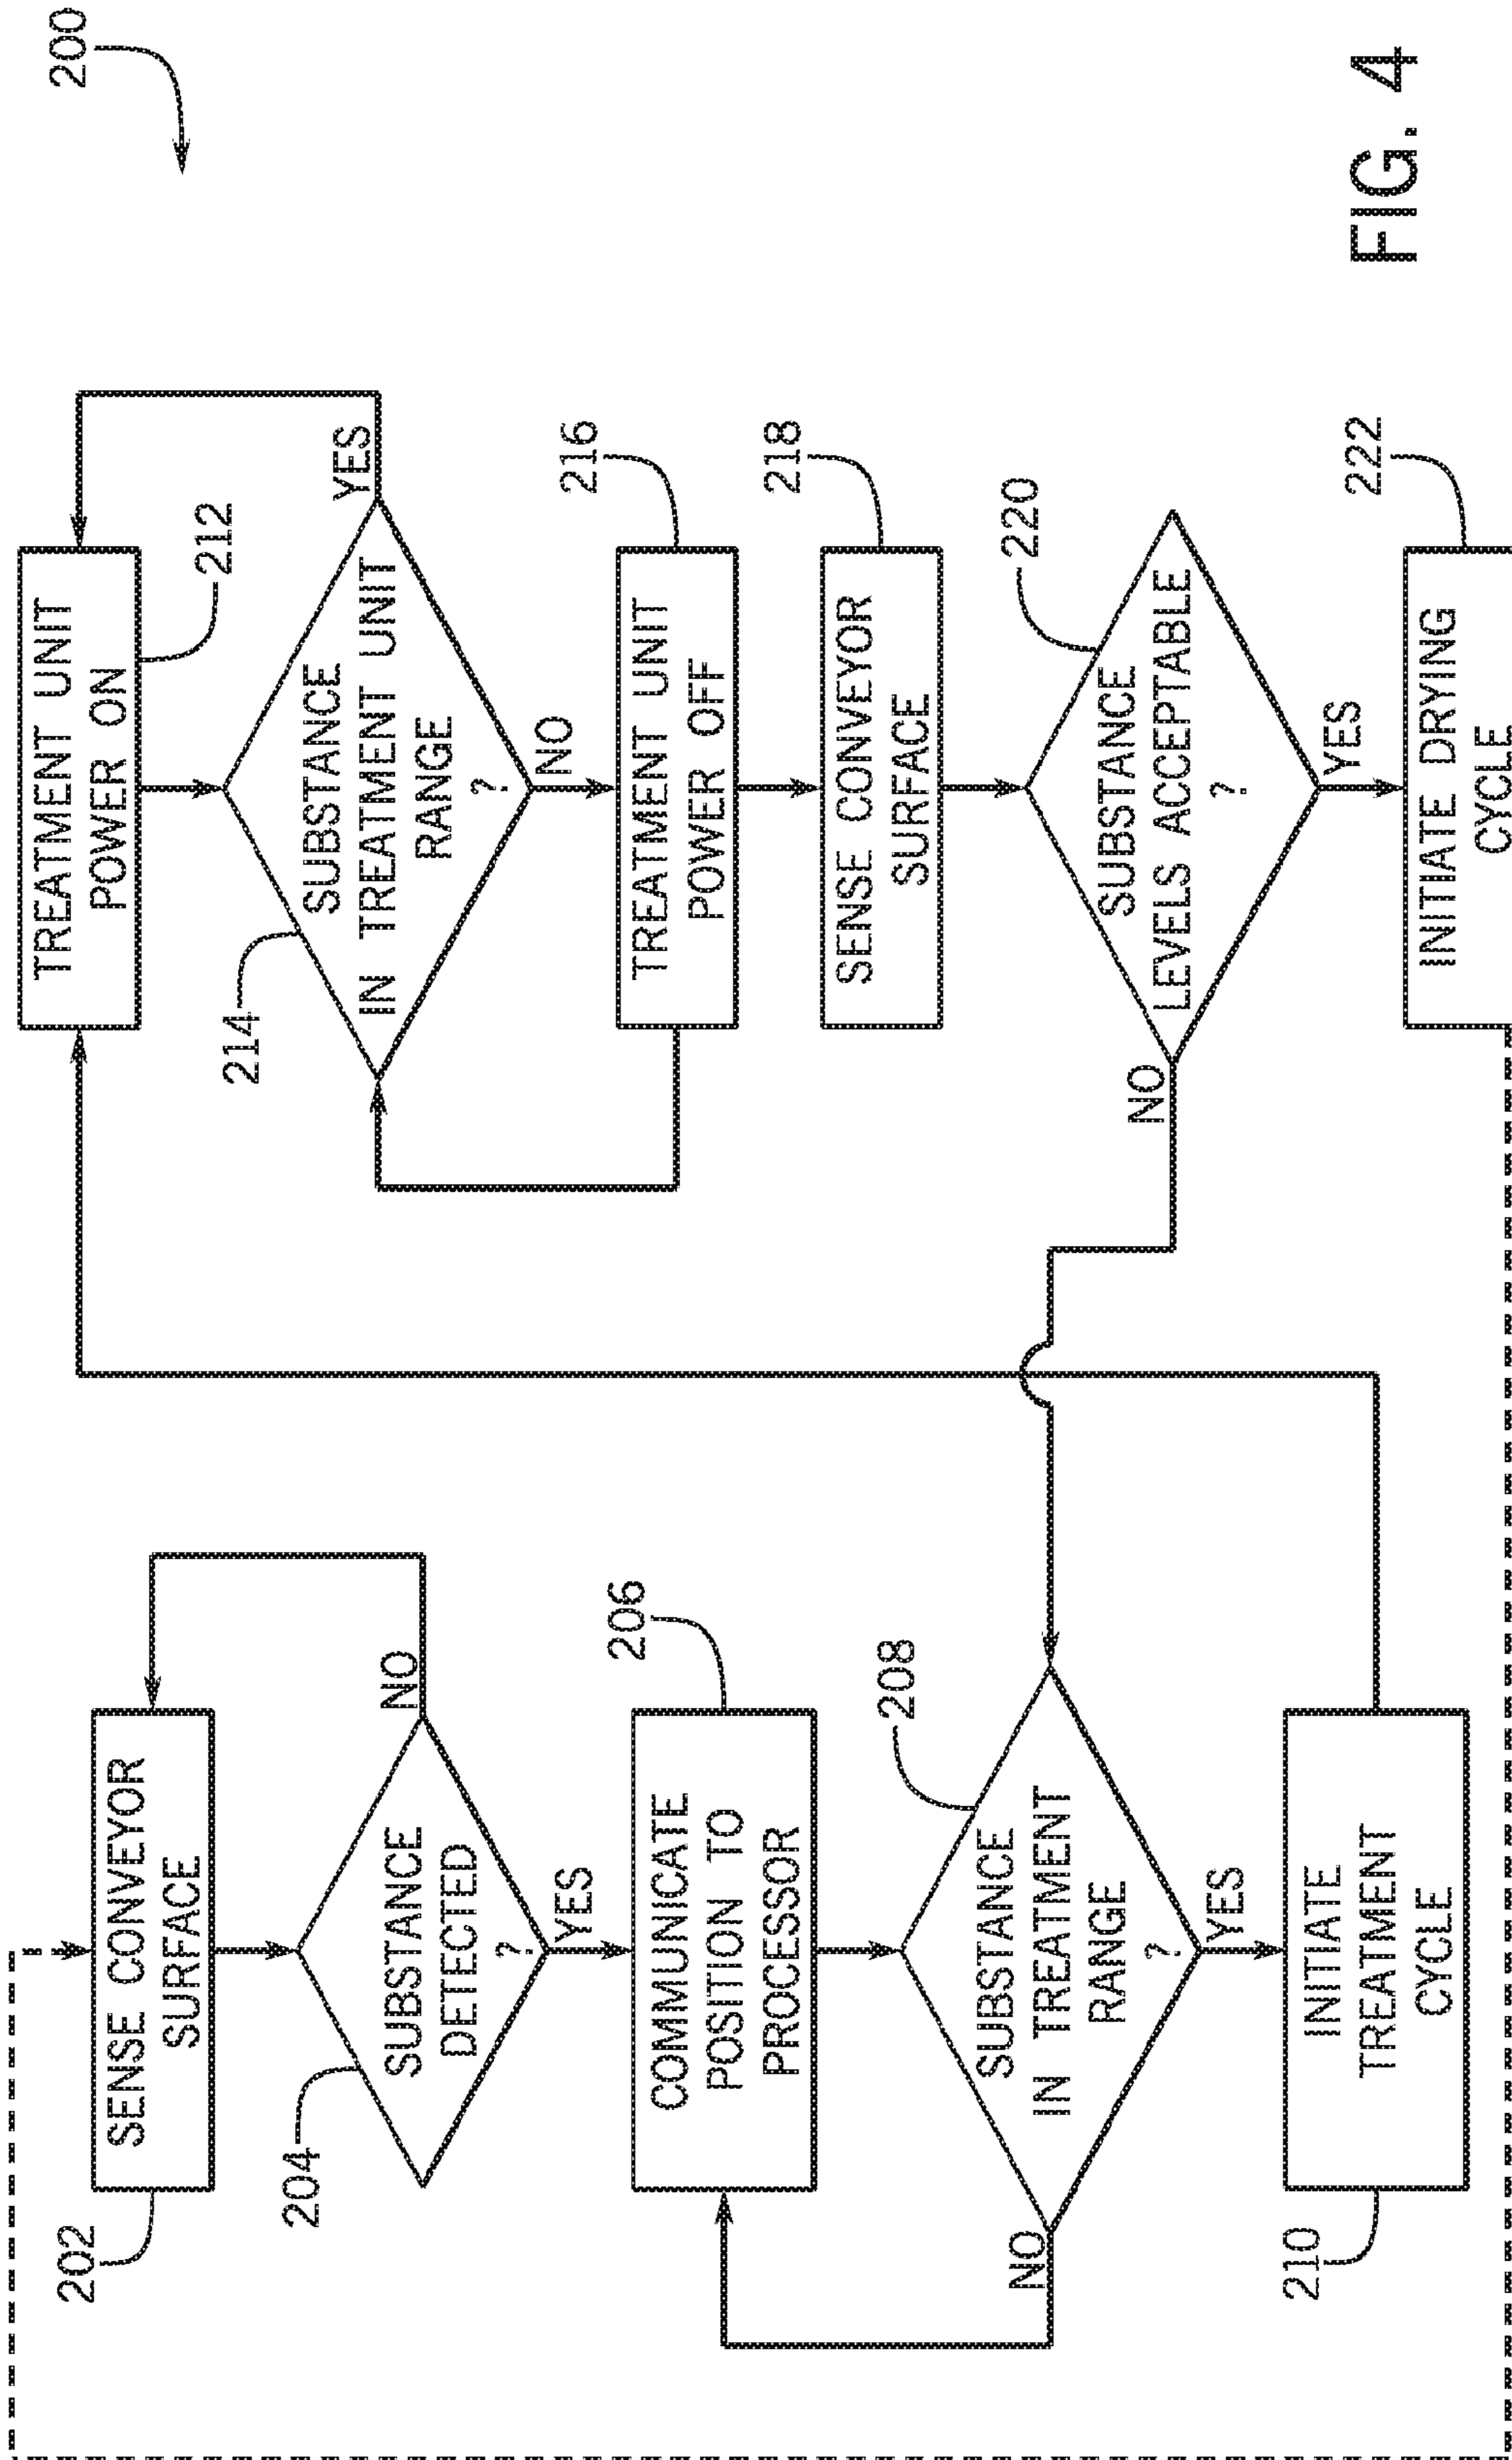 200
202
SENSE CONVEYOR
SURFACE
204
SUBSTANCE
DETECTED
?
NO
YES
206
COMMUNICATE
POSITION TO
PROCESSOR
208
SUBSTANCE
IN TREATMENT
RANGE
?
NO
YES
210
INITIATE
TREATMENT
CYCLE
TREATMENT UNIT
POWER ON
212
214
SUBSTANCE
IN TREATMENT UNIT
RANGE
?
YES
NO
216
TREATMENT UNIT
POWER OFF
218
SENSE CONVEYOR
SURFACE
220
SUBSTANCE
LEVELS ACCEPTABLE
?
NO
YES
222
INITIATE DRYING
CYCLE
FIG. 4